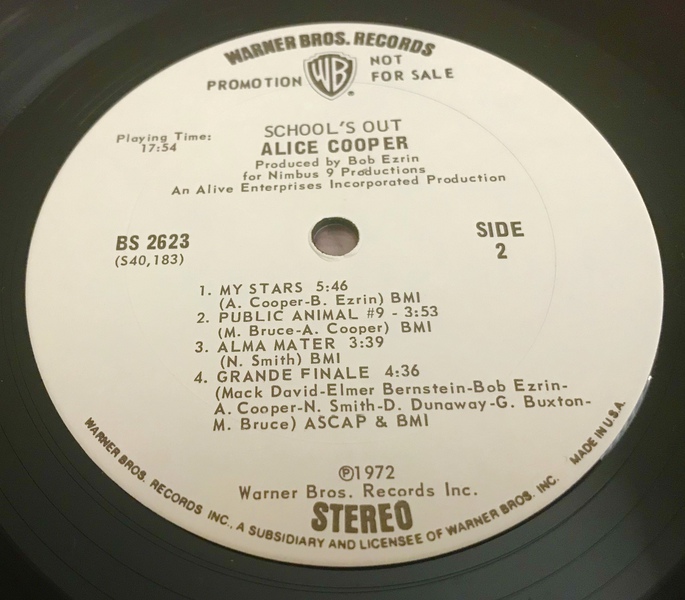 WARNER BROS. RECORDS
PROMOTION WB NOT FOR SALE
Playing Time:
17:54
SCHOOL'S OUT
ALICE COOPER
Produced by Bob Ezrin
for Nimbus 9 Productions
An Alive Enterprises Incorporated Production
BS 2623
(S40,183)
SIDE
2
1. MY STARS 5:46
(A. Cooper-B. Ezrin) BMI
2. PUBLIC ANIMAL #9 - 3:53
(M. Bruce-A. Cooper) BMI
3. ALMA MATER 3:39
(N. Smith) BMI
4. GRANDE FINALE 4:36
(Mack David-Elmer Bernstein-Bob Ezrin-
A. Cooper-N. Smith-D. Dunaway-G. Buxton-
M. Bruce) ASCAP & BMI
℗1972
Warner Bros. Records Inc.
STEREO
WARNER BROS. RECORDS INC., A SUBSIDIARY AND LICENSEE OF WARNER BROS. INC. MADE IN U.S.A.